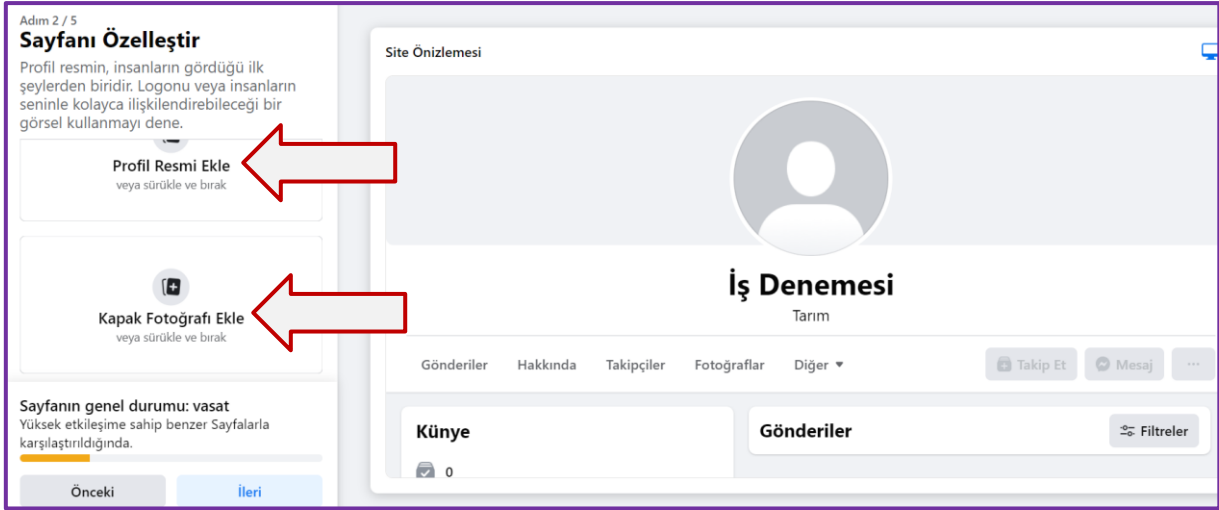 Adım 2 / 5
Sayfanı Özelleştir
Profil resmin, insanların gördüğü ilk
şeylerden biridir. Logonu veya insanların
seninle kolayca ilişkilendirebileceği bir
görsel kullanmayı dene.
Profil Resmi Ekle
veya sürükle ve bırak
Kapak Fotoğrafı Ekle
veya sürükle ve bırak
Sayfanın genel durumu: vasat
Yüksek etkileşime sahip benzer Sayfalarla
karşılaştırıldığında.
Önceki
İleri
Site Önizlemesi
İş Denemesi
Tarım
Gönderiler Hakkında Takipçiler Fotoğraflar Diğer
Takip Et Mesaj ...
Künye
0
Gönderiler
Filtreler